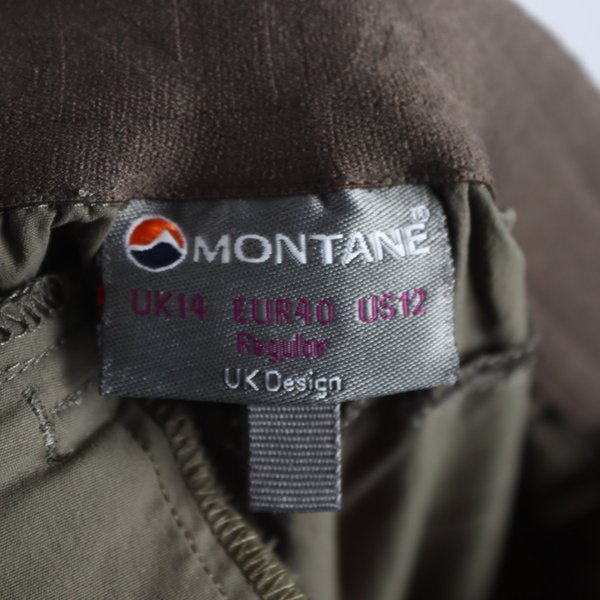 MONTANE®
UK14 EUR40 US12
Regular
UK Design